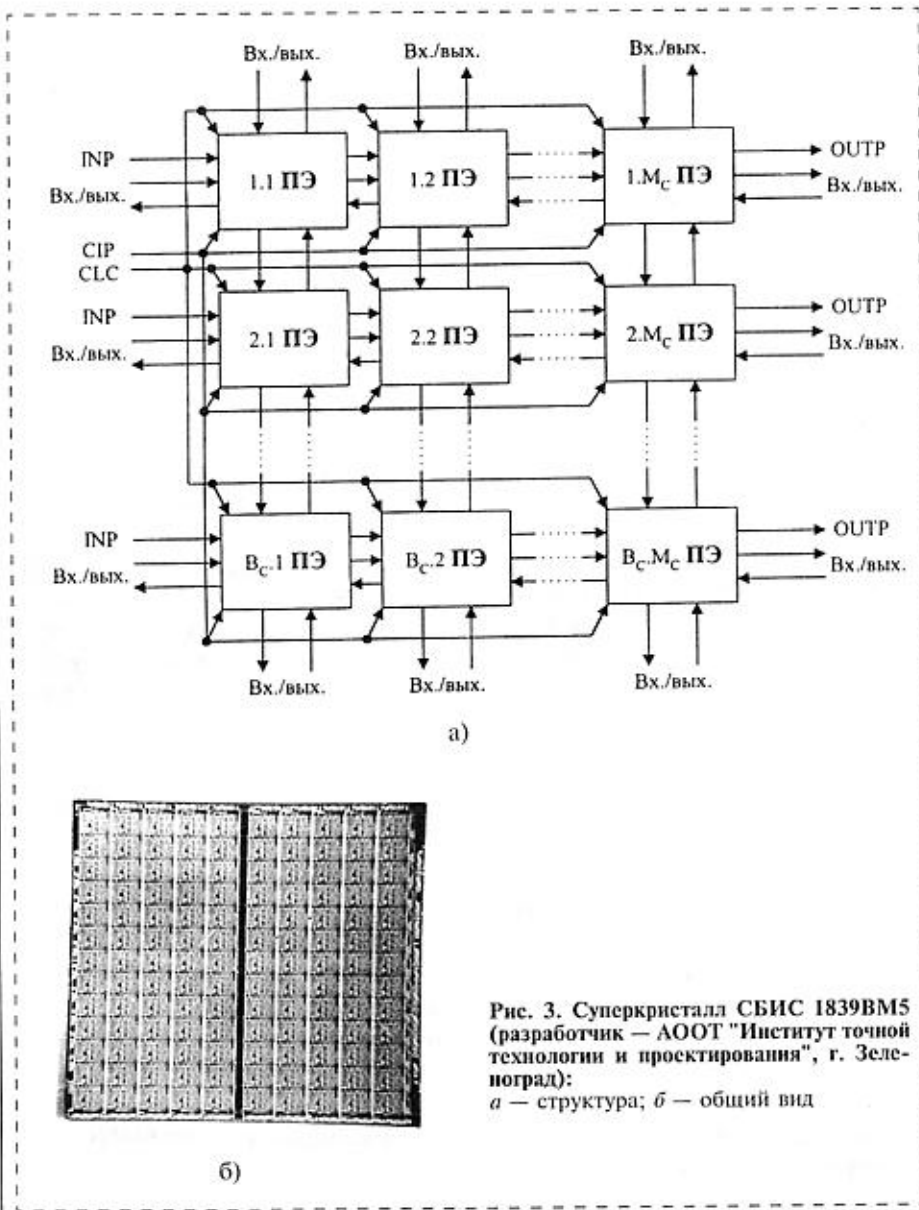 Вх./вых. Вх./вых. Вх./вых.
INP 1.1 ПЭ 1.2 ПЭ 1.M_C ПЭ OUTP
Вх./вых. Вх./вых.
CIP
CLC
INP 2.1 ПЭ 2.2 ПЭ 2.M_C ПЭ OUTP
Вх./вых. Вх./вых.
INP B_C.1 ПЭ B_C.2 ПЭ B_C.M_C ПЭ OUTP
Вх./вых. Вх./вых.
Вх./вых. Вх./вых. Вх./вых.
а)
Рис. 3. Суперкристалл СБИС 1839ВМ5
(разработчик — АООТ "Институт точной
технологии и проектирования", г. Зеле-
ноград):
а — структура; б — общий вид
б)